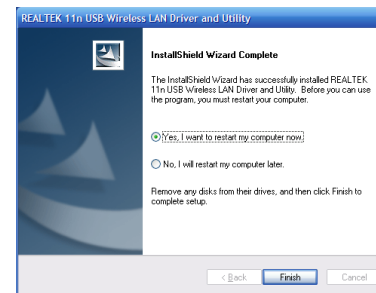 REALTEK 11n USB Wireless LAN Driver and Utility
InstallShield Wizard Complete
The InstallShield Wizard has successfully installed REALTEK
11n USB Wireless LAN Driver and Utility. Before you can use
the program, you must restart your computer.
Yes, I want to restart my computer now.
No, I will restart my computer later.
Remove any disks from their drives, and then click Finish to
complete setup.
< Back
Finish
Cancel